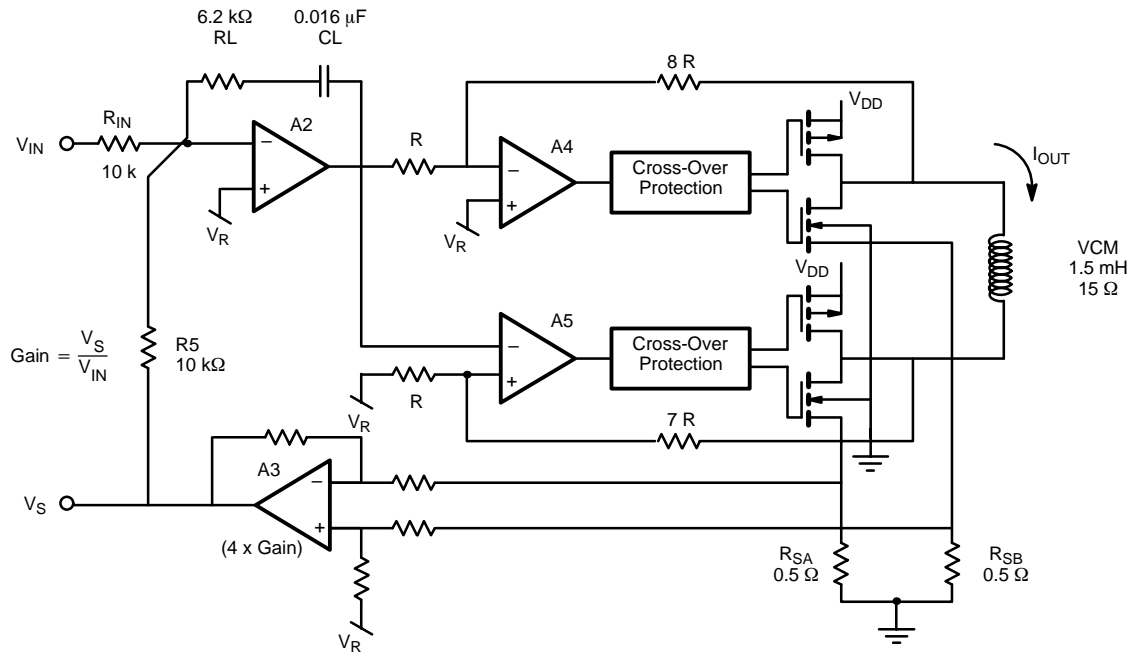 6.2 kΩ
RL
0.016 μF
CL
8 R
VDD
RIN
A2
R
A4
IOUT
VIN
10 k
−
+
VR
−
+
VR
Cross-Over
Protection
VCM
1.5 mH
15 Ω
VDD
A5
Gain = VS/VIN
R5
10 kΩ
−
+
Cross-Over
Protection
R
VR
7 R
A3
−
+
VS
(4 x Gain)
RSA
0.5 Ω
RSB
0.5 Ω
VR